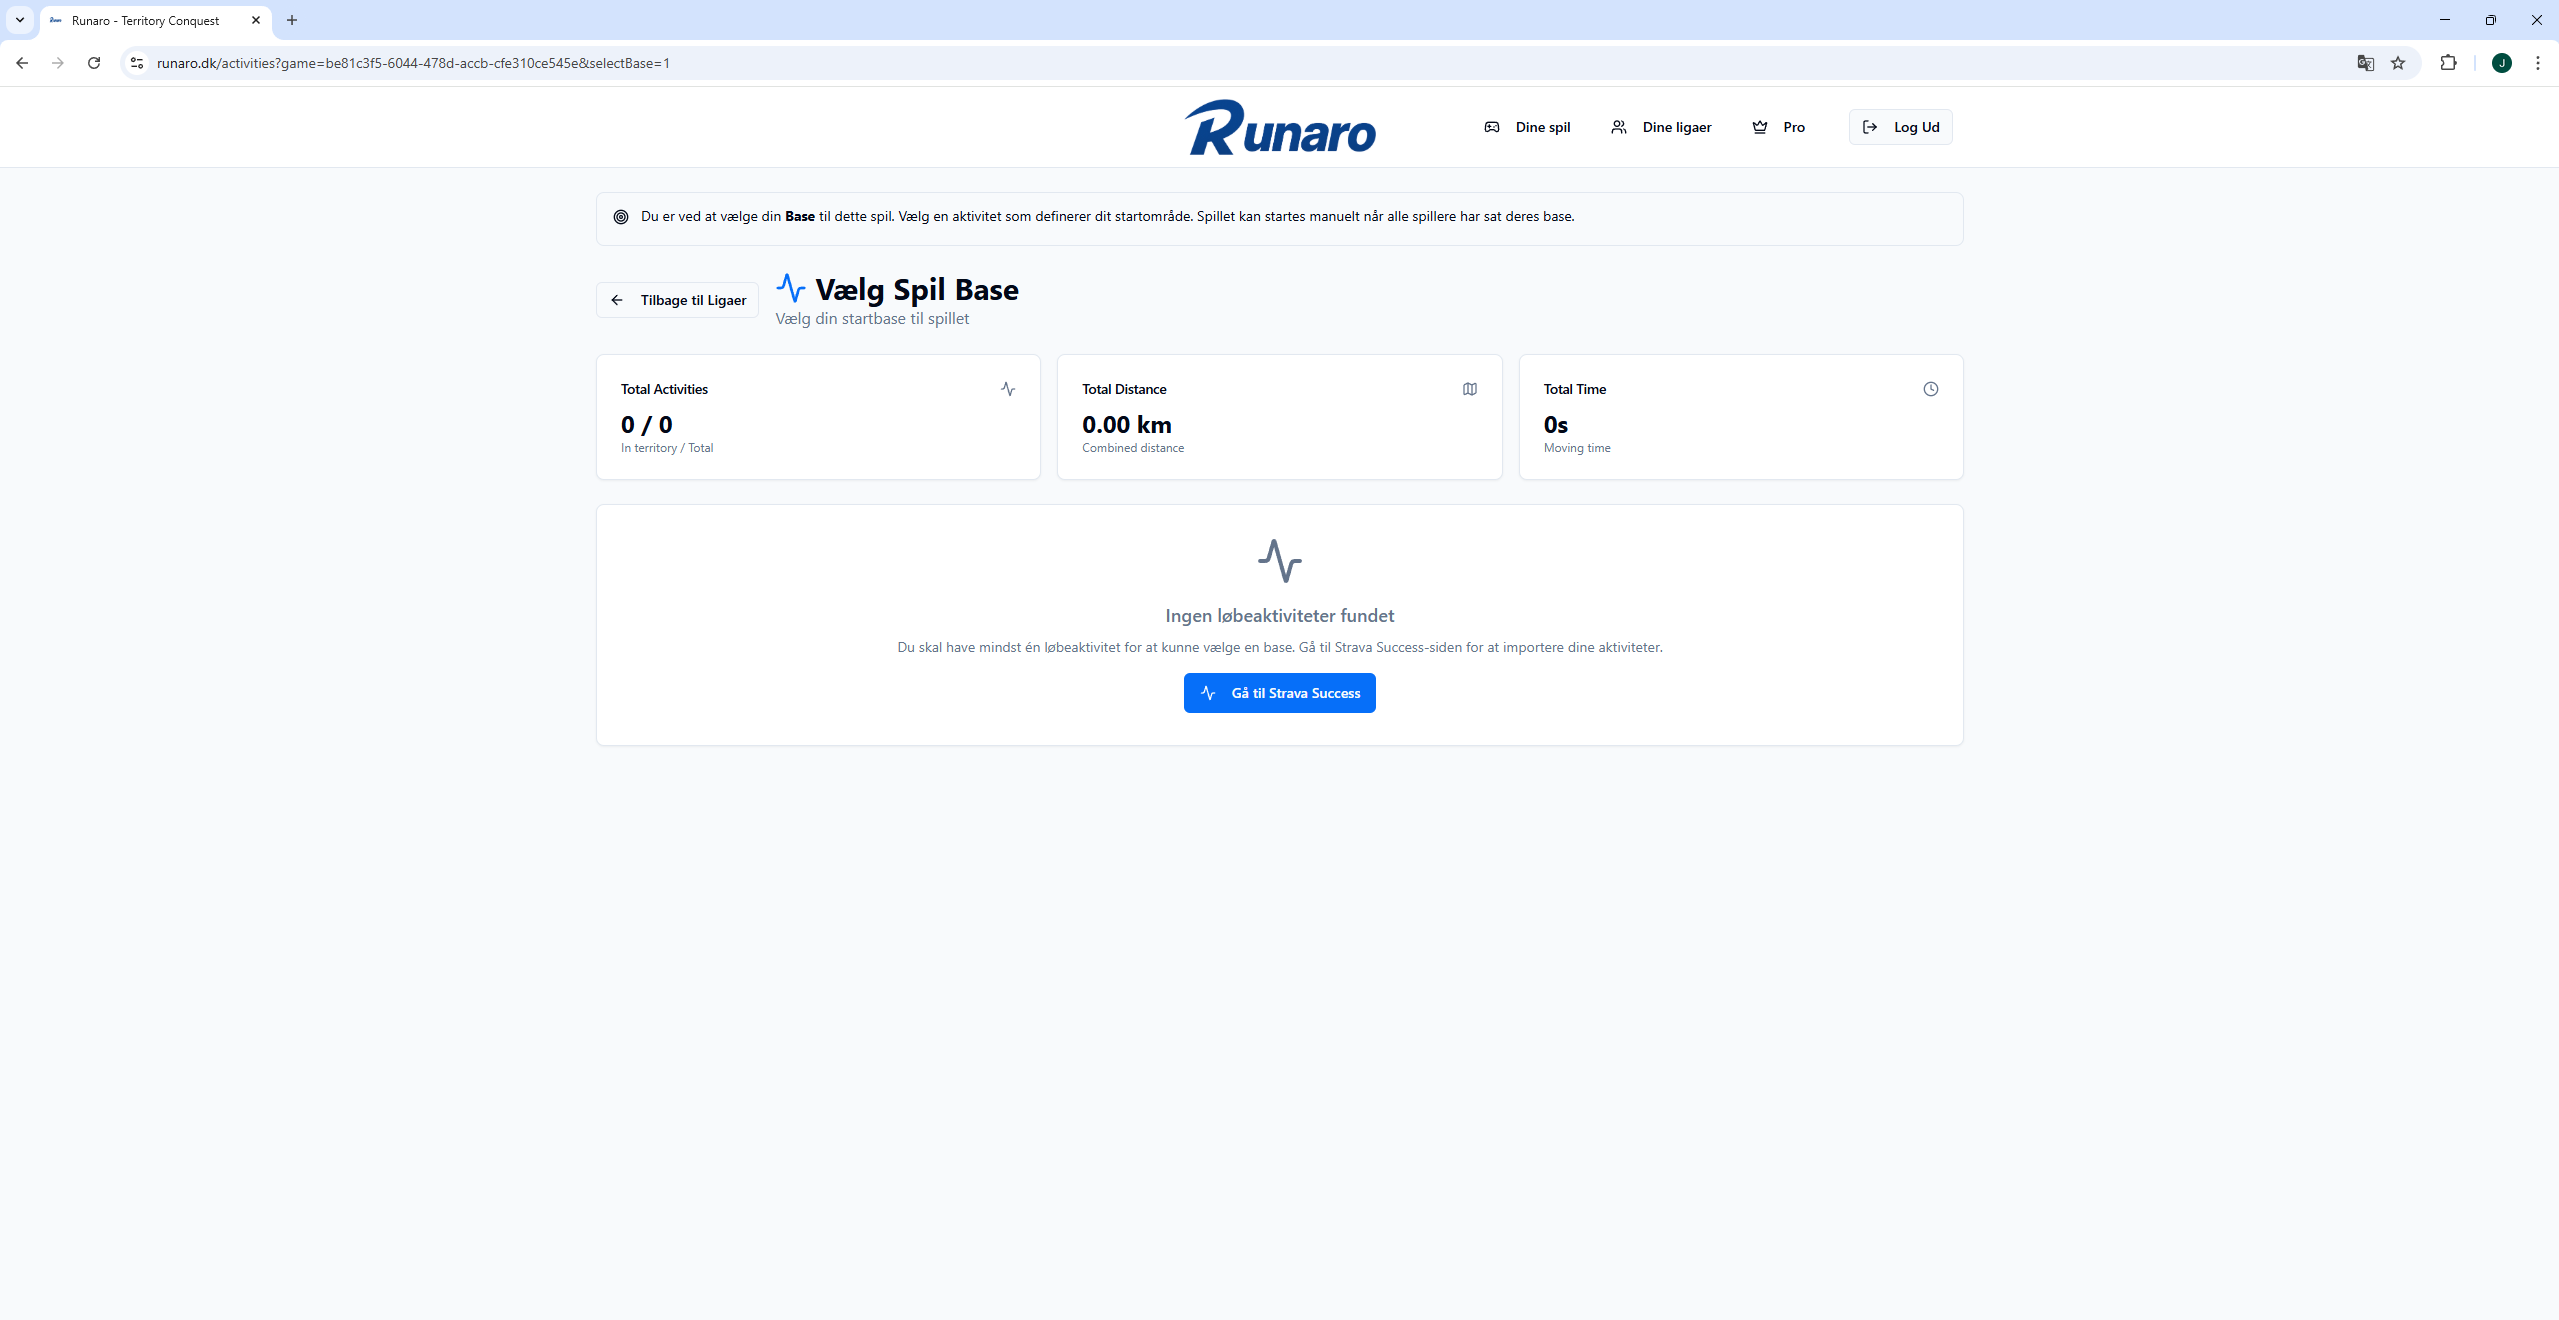 Runaro - Territory Conquest
runaro.dk/activities?game=be81c3f5-6044-478d-accb-cfe310ce545e&selectBase=1
J
Runaro
Dine spil
Dine ligaer
Pro
Log Ud
Du er ved at vælge din Base til dette spil. Vælg en aktivitet som definerer dit startområde. Spillet kan startes manuelt når alle spillere har sat deres base.
Tilbage til Ligaer
Vælg Spil Base
Vælg din startbase til spillet
Total Activities
0 / 0
In territory / Total
Total Distance
0.00 km
Combined distance
Total Time
0s
Moving time
Ingen løbeaktiviteter fundet
Du skal have mindst én løbeaktivitet for at kunne vælge en base. Gå til Strava Success-siden for at importere dine aktiviteter.
Gå til Strava Success